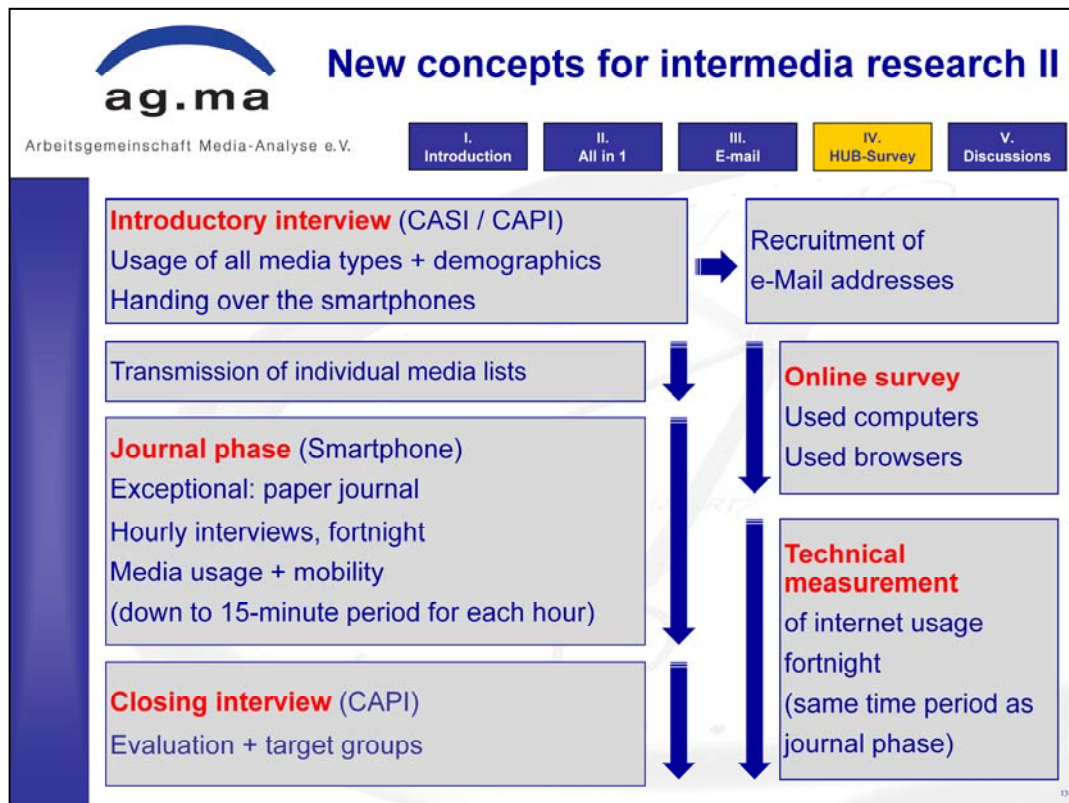 New concepts for intermedia research II
ag.ma
Arbeitsgemeinschaft Media-Analyse e.V.
I.
Introduction
II.
All in 1
III.
E-mail
IV.
HUB-Survey
V.
Discussions
Introductory interview (CASI / CAPI)
Usage of all media types + demographics
Handing over the smartphones
Recruitment of
e-Mail addresses
Transmission of individual media lists
Journal phase (Smartphone)
Exceptional: paper journal
Hourly interviews, fortnight
Media usage + mobility
(down to 15-minute period for each hour)
Closing interview (CAPI)
Evaluation + target groups
Online survey
Used computers
Used browsers
Technical
measurement
of internet usage
fortnight
(same time period as
journal phase)
13